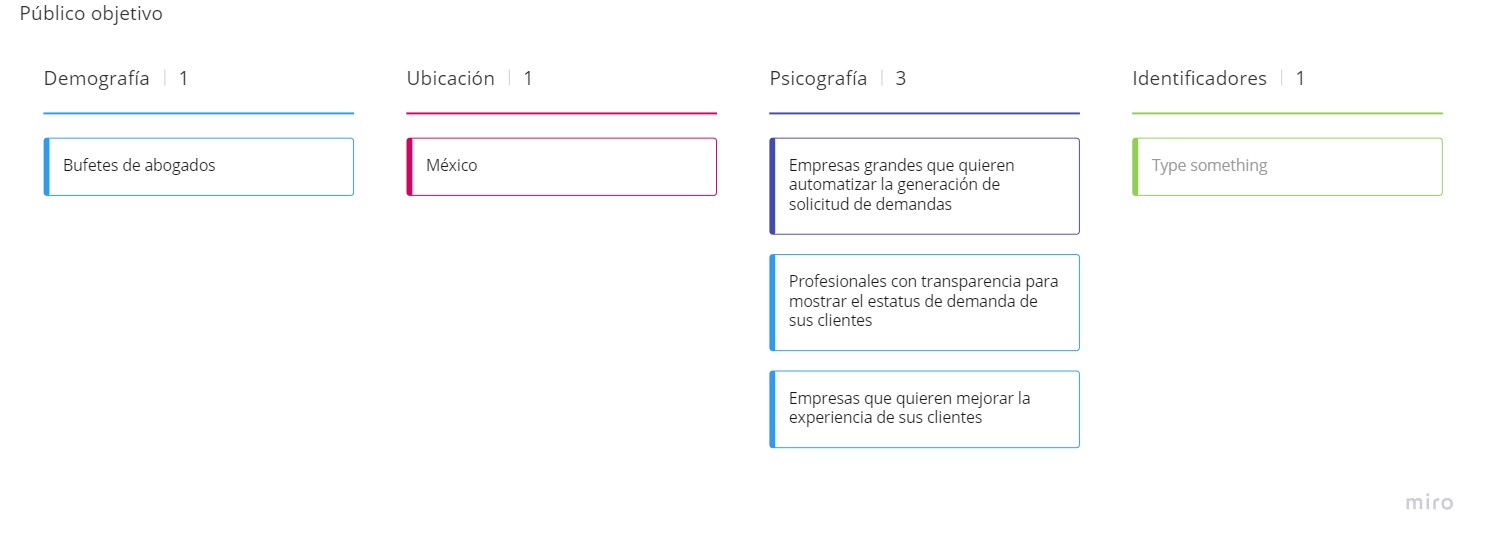 Público objetivo
Demografía 1
Bufetes de abogados
Ubicación 1
México
Psicografía 3
Empresas grandes que quieren
automatizar la generación de
solicitud de demandas
Profesionales con transparencia para
mostrar el estatus de demanda de
sus clientes
Empresas que quieren mejorar la
experiencia de sus clientes
Identificadores 1
Type something
miro